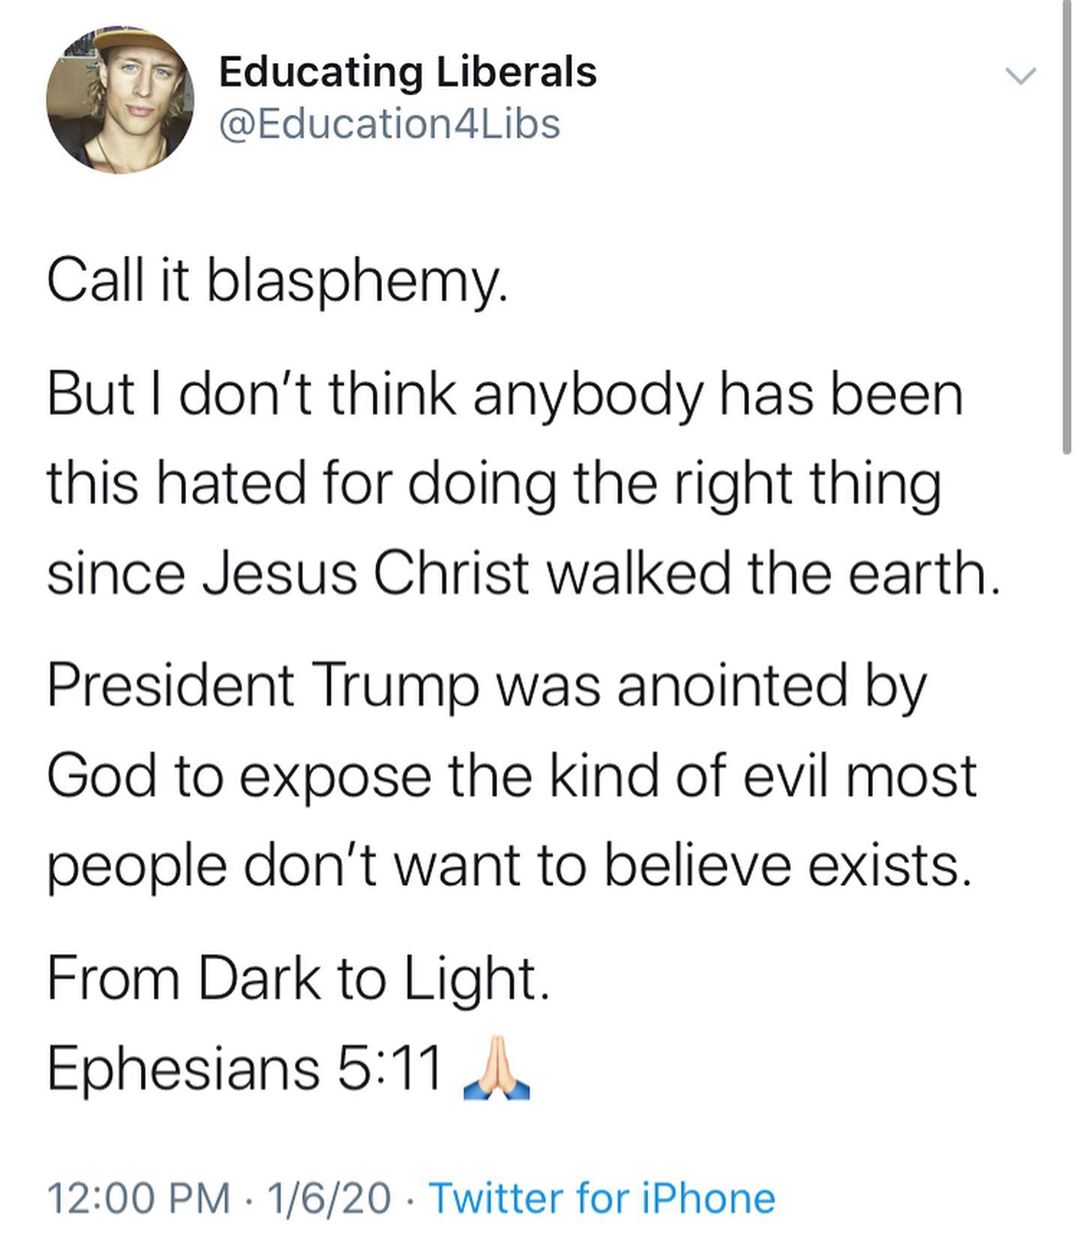 Educating Liberals
@Education4Libs
Call it blasphemy.
But I don’t think anybody has been
this hated for doing the right thing
since Jesus Christ walked the earth.
President Trump was anointed by
God to expose the kind of evil most
people don’t want to believe exists.
From Dark to Light.
Ephesians 5:11 🙏🏻
12:00 PM · 1/6/20 · Twitter for iPhone